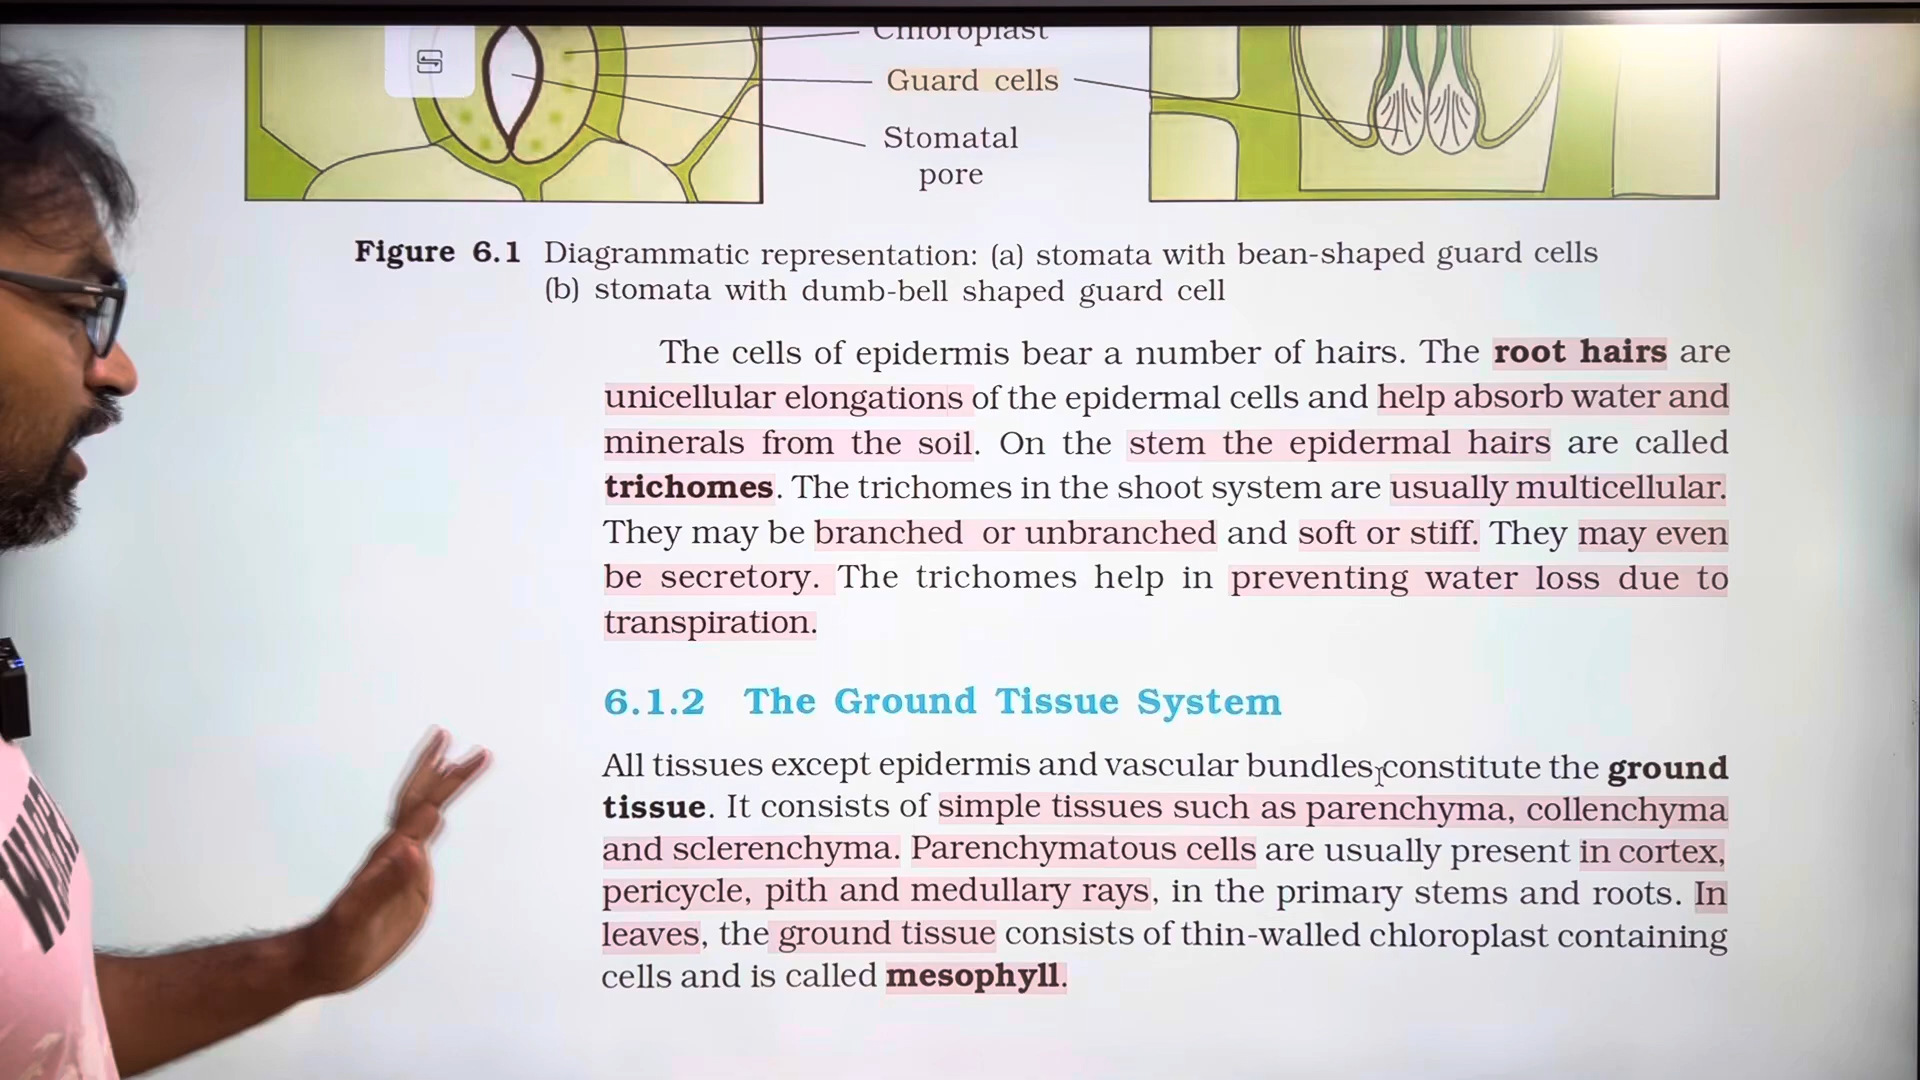 Chloroplast
Guard cells
Stomatal
pore
Figure 6.1 Diagrammatic representation: (a) stomata with bean-shaped guard cells
(b) stomata with dumb-bell shaped guard cell
The cells of epidermis bear a number of hairs. The root hairs are
unicellular elongations of the epidermal cells and help absorb water and
minerals from the soil. On the stem the epidermal hairs are called
trichomes. The trichomes in the shoot system are usually multicellular.
They may be branched or unbranched and soft or stiff. They may even
be secretory. The trichomes help in preventing water loss due to
transpiration.
6.1.2 The Ground Tissue System
All tissues except epidermis and vascular bundles constitute the ground
tissue. It consists of simple tissues such as parenchyma, collenchyma
and sclerenchyma. Parenchymatous cells are usually present in cortex,
pericycle, pith and medullary rays, in the primary stems and roots. In
leaves, the ground tissue consists of thin-walled chloroplast containing
cells and is called mesophyll.